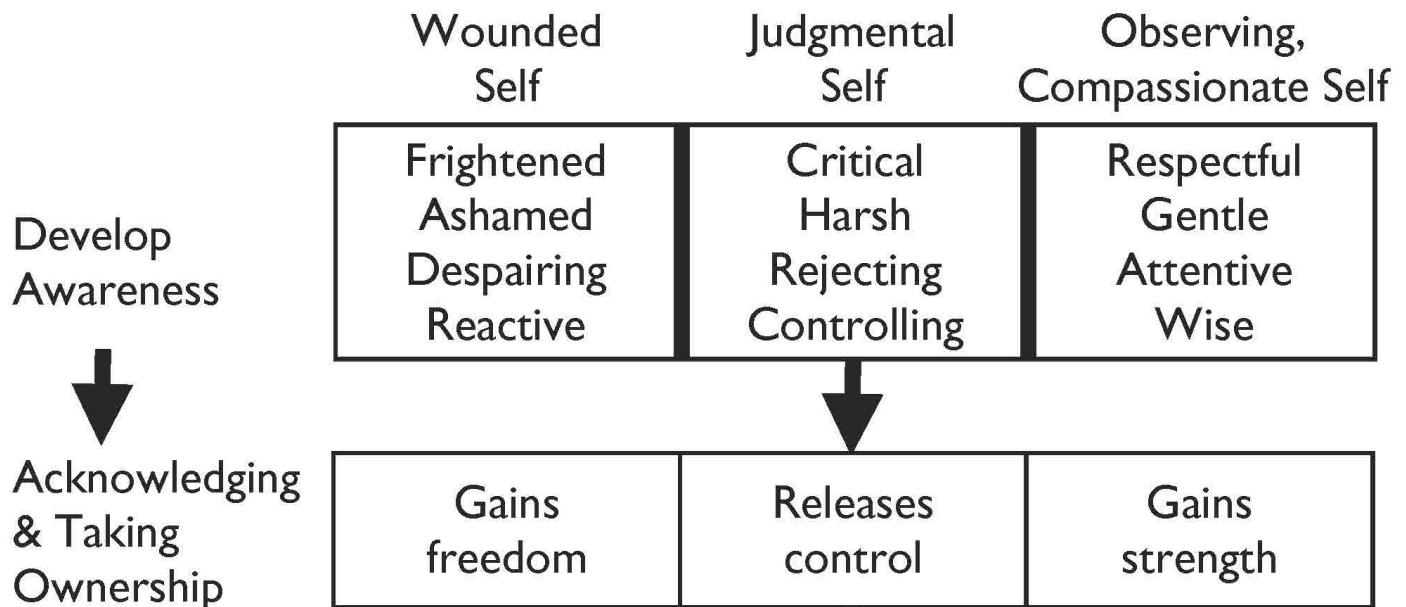 Wounded
Self
Judgmental
Self
Observing,
Compassionate Self
Develop
Awareness
Frightened
Ashamed
Despairing
Reactive
Critical
Harsh
Rejecting
Controlling
Respectful
Gentle
Attentive
Wise
Acknowledging
& Taking
Ownership
Gains
freedom
Releases
control
Gains
strength